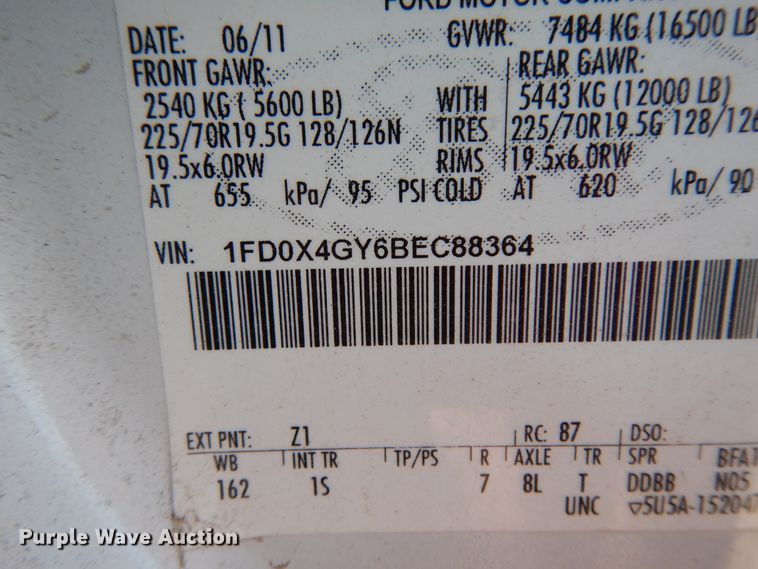 FORD MOTOR COMPANY
DATE: 06/11 GVWR: 7484 KG (16500 LB
FRONT GAWR: REAR GAWR:
2540 KG ( 5600 LB) WITH 5443 KG (12000 LB)
225/70R19.5G 128/126N TIRES 225/70R19.5G 128/126
19.5x6.0RW RIMS 19.5x6.0RW
AT 655 kPa/ 95 PSI COLD AT 620 kPa/ 90
VIN: 1FD0X4GY6BEC88364
EXT PNT: Z1 RC: 87 DSO:
WB INT TR TP/PS R AXLE TR SPR BFA1
162 1S 7 8L T DDBB N05
UNC ▽5U5A-152047
Purple Wave Auction